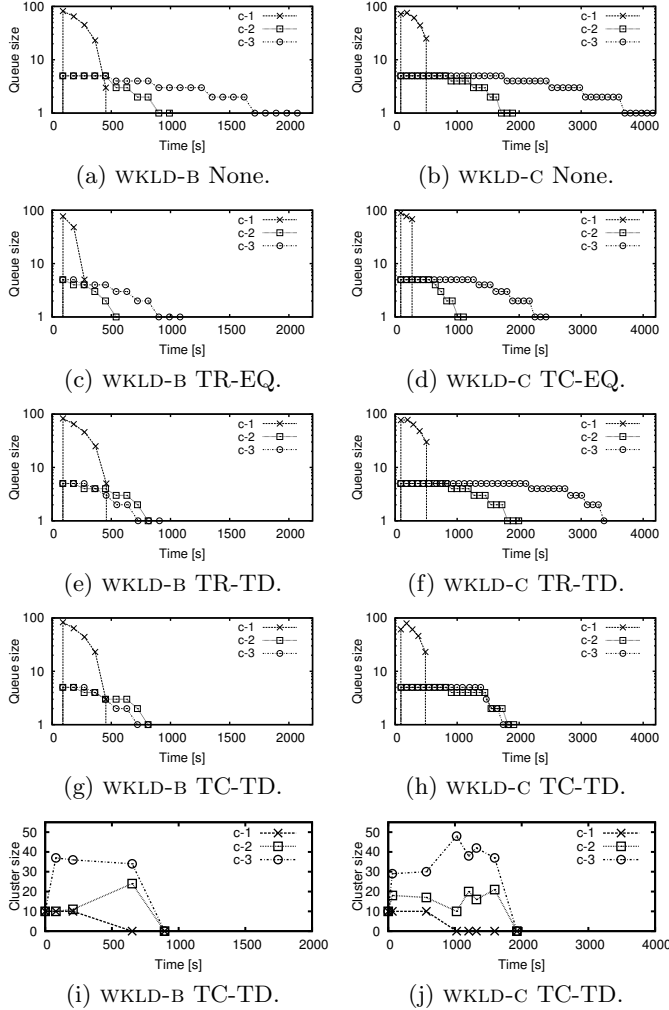 100
10
1
Queue size
0 500 1000 1500 2000
Time [s]
c-1
c-2
c-3
(a) WKLD-B None.
100
10
1
Queue size
0 1000 2000 3000 4000
Time [s]
c-1
c-2
c-3
(b) WKLD-C None.
100
10
1
Queue size
0 500 1000 1500 2000
Time [s]
c-1
c-2
c-3
(c) WKLD-B TR-EQ.
100
10
1
Queue size
0 1000 2000 3000 4000
Time [s]
c-1
c-2
c-3
(d) WKLD-C TC-EQ.
100
10
1
Queue size
0 500 1000 1500 2000
Time [s]
c-1
c-2
c-3
(e) WKLD-B TR-TD.
100
10
1
Queue size
0 1000 2000 3000 4000
Time [s]
c-1
c-2
c-3
(f) WKLD-C TR-TD.
100
10
1
Queue size
0 500 1000 1500 2000
Time [s]
c-1
c-2
c-3
(g) WKLD-B TC-TD.
100
10
1
Queue size
0 1000 2000 3000 4000
Time [s]
c-1
c-2
c-3
(h) WKLD-C TC-TD.
50
40
30
20
10
0
Cluster size
0 500 1000 1500 2000
Time [s]
c-1
c-2
c-3
(i) WKLD-B TC-TD.
50
40
30
20
10
0
Cluster size
0 1000 2000 3000 4000
Time [s]
c-1
c-2
c-3
(j) WKLD-C TC-TD.